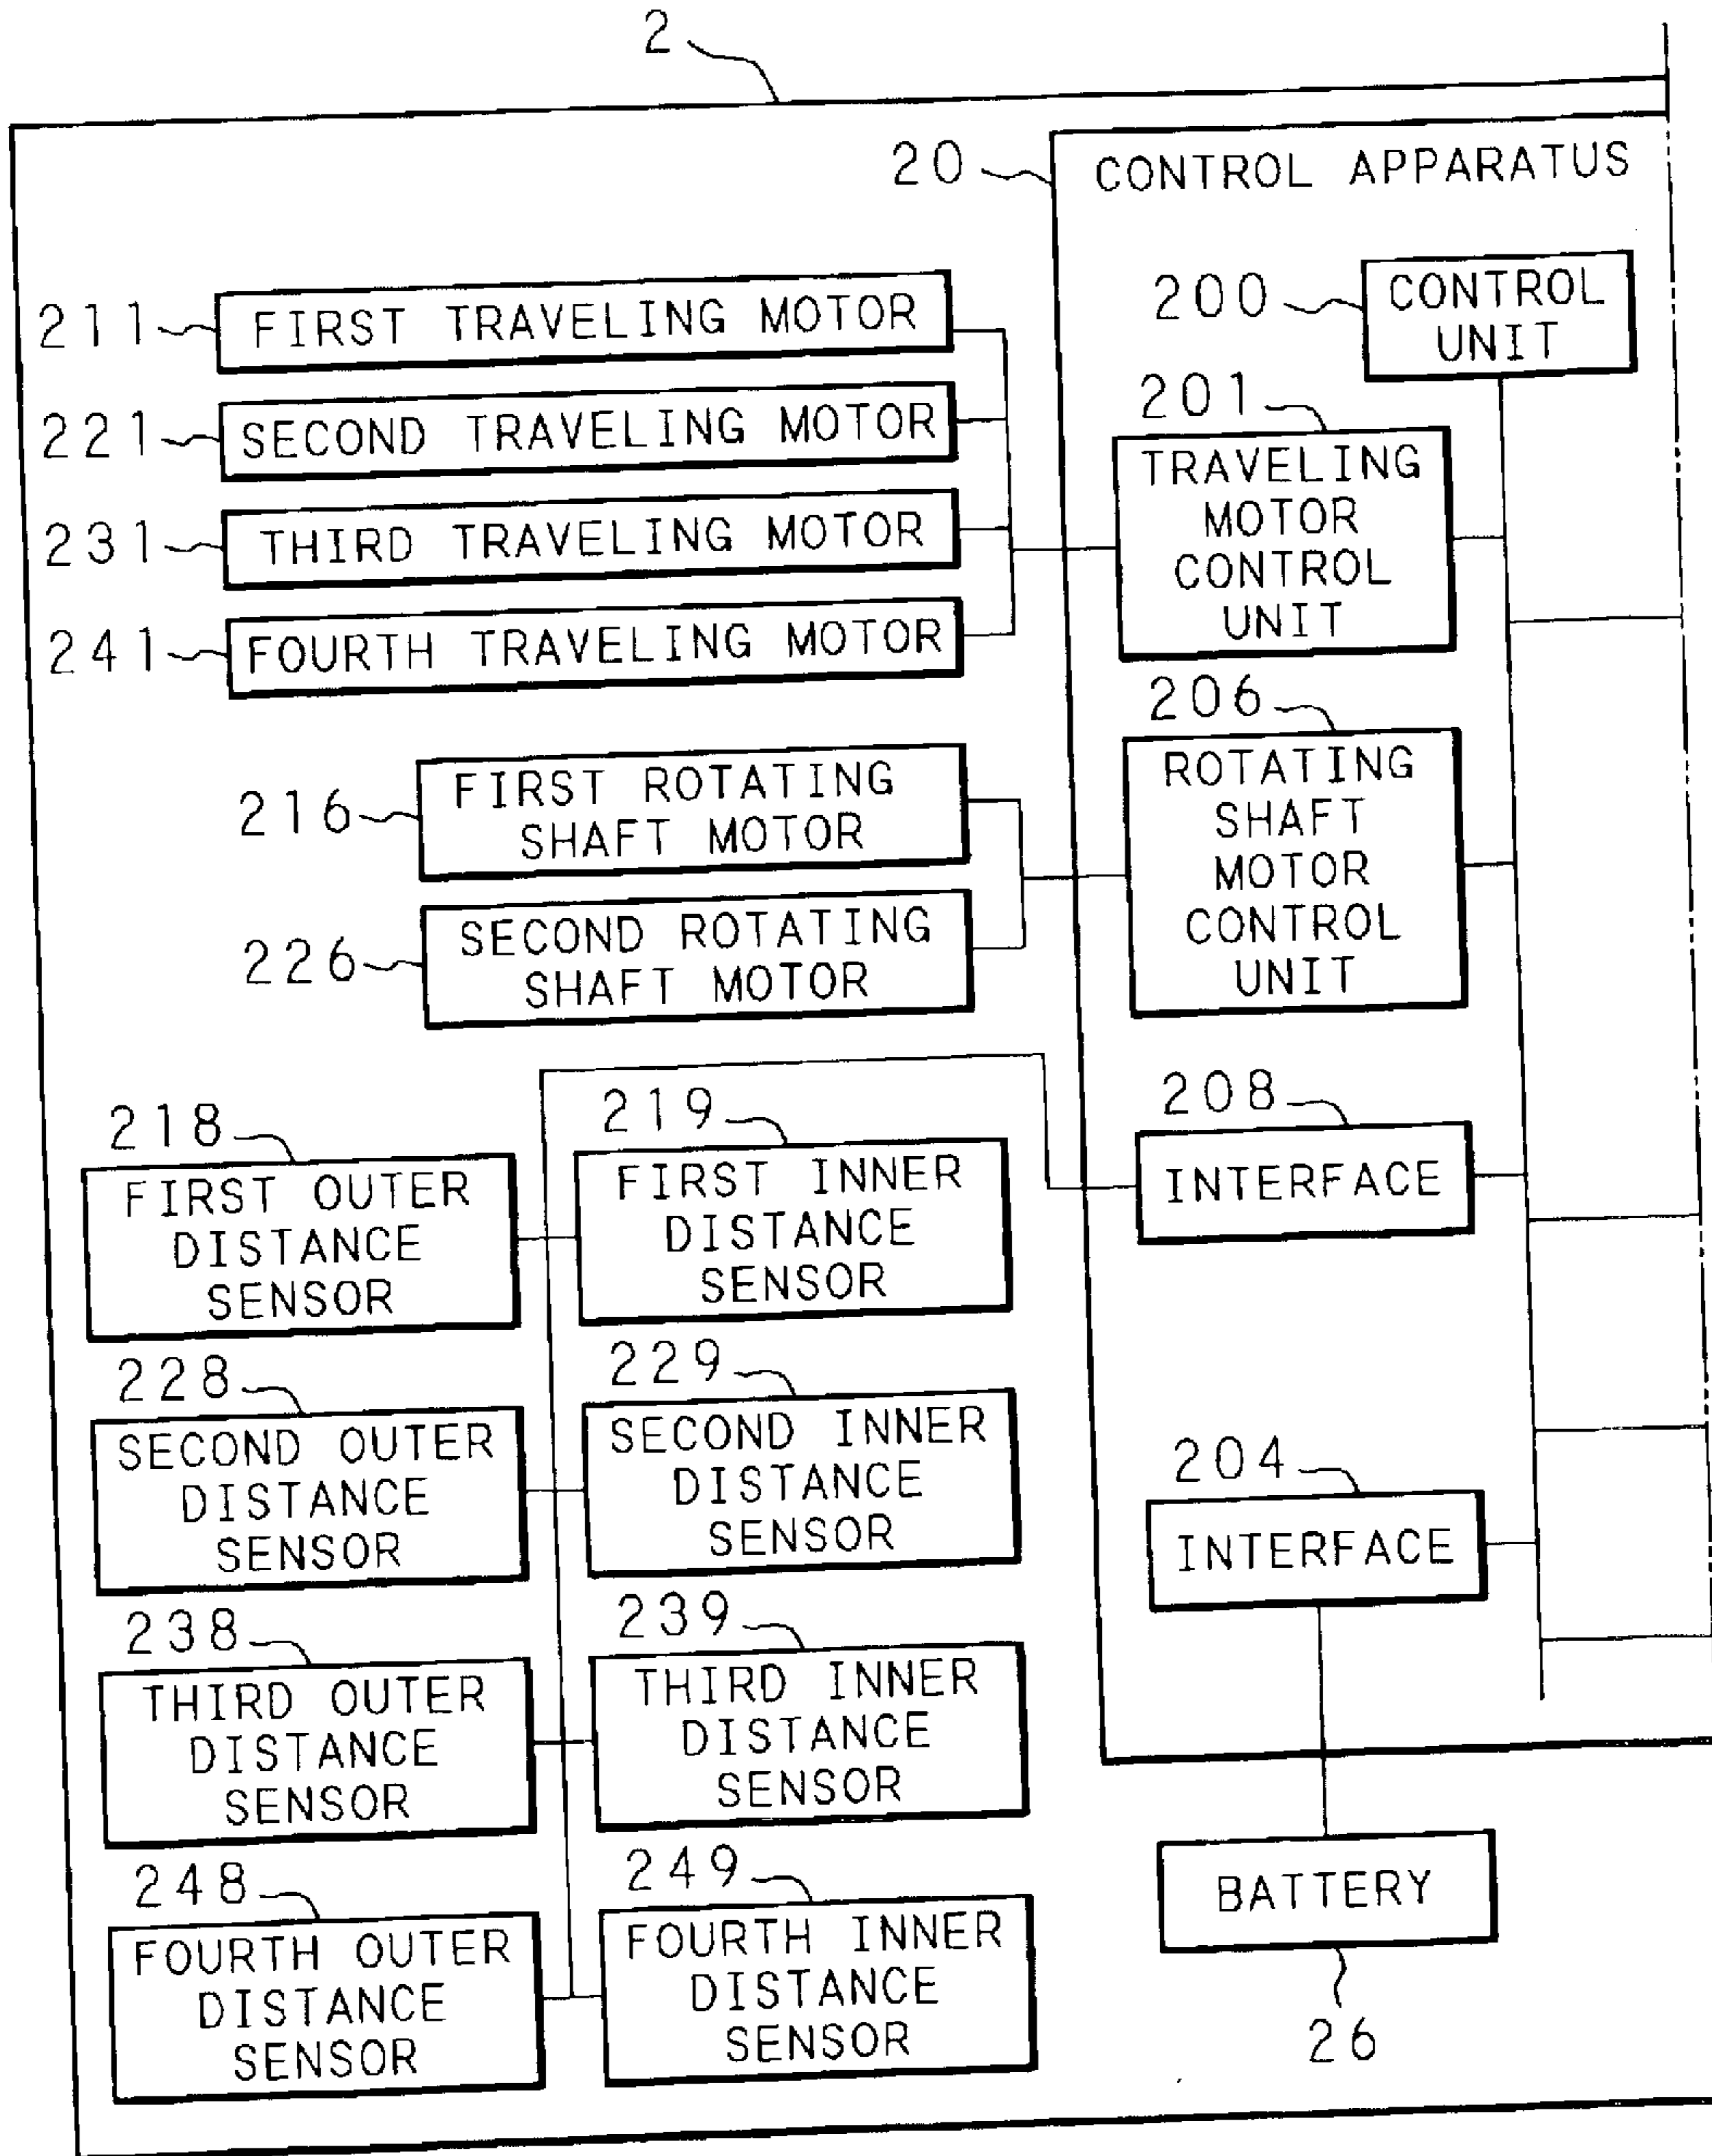 2
20
CONTROL APPARATUS
200
CONTROL
UNIT
211
FIRST TRAVELING MOTOR
221
SECOND TRAVELING MOTOR
231
THIRD TRAVELING MOTOR
241
FOURTH TRAVELING MOTOR
201
TRAVELING
MOTOR
CONTROL
UNIT
216
FIRST ROTATING
SHAFT MOTOR
226
SECOND ROTATING
SHAFT MOTOR
206
ROTATING
SHAFT
MOTOR
CONTROL
UNIT
218
FIRST OUTER
DISTANCE
SENSOR
219
FIRST INNER
DISTANCE
SENSOR
208
INTERFACE
228
SECOND OUTER
DISTANCE
SENSOR
229
SECOND INNER
DISTANCE
SENSOR
204
INTERFACE
238
THIRD OUTER
DISTANCE
SENSOR
239
THIRD INNER
DISTANCE
SENSOR
248
FOURTH OUTER
DISTANCE
SENSOR
249
FOURTH INNER
DISTANCE
SENSOR
BATTERY
26